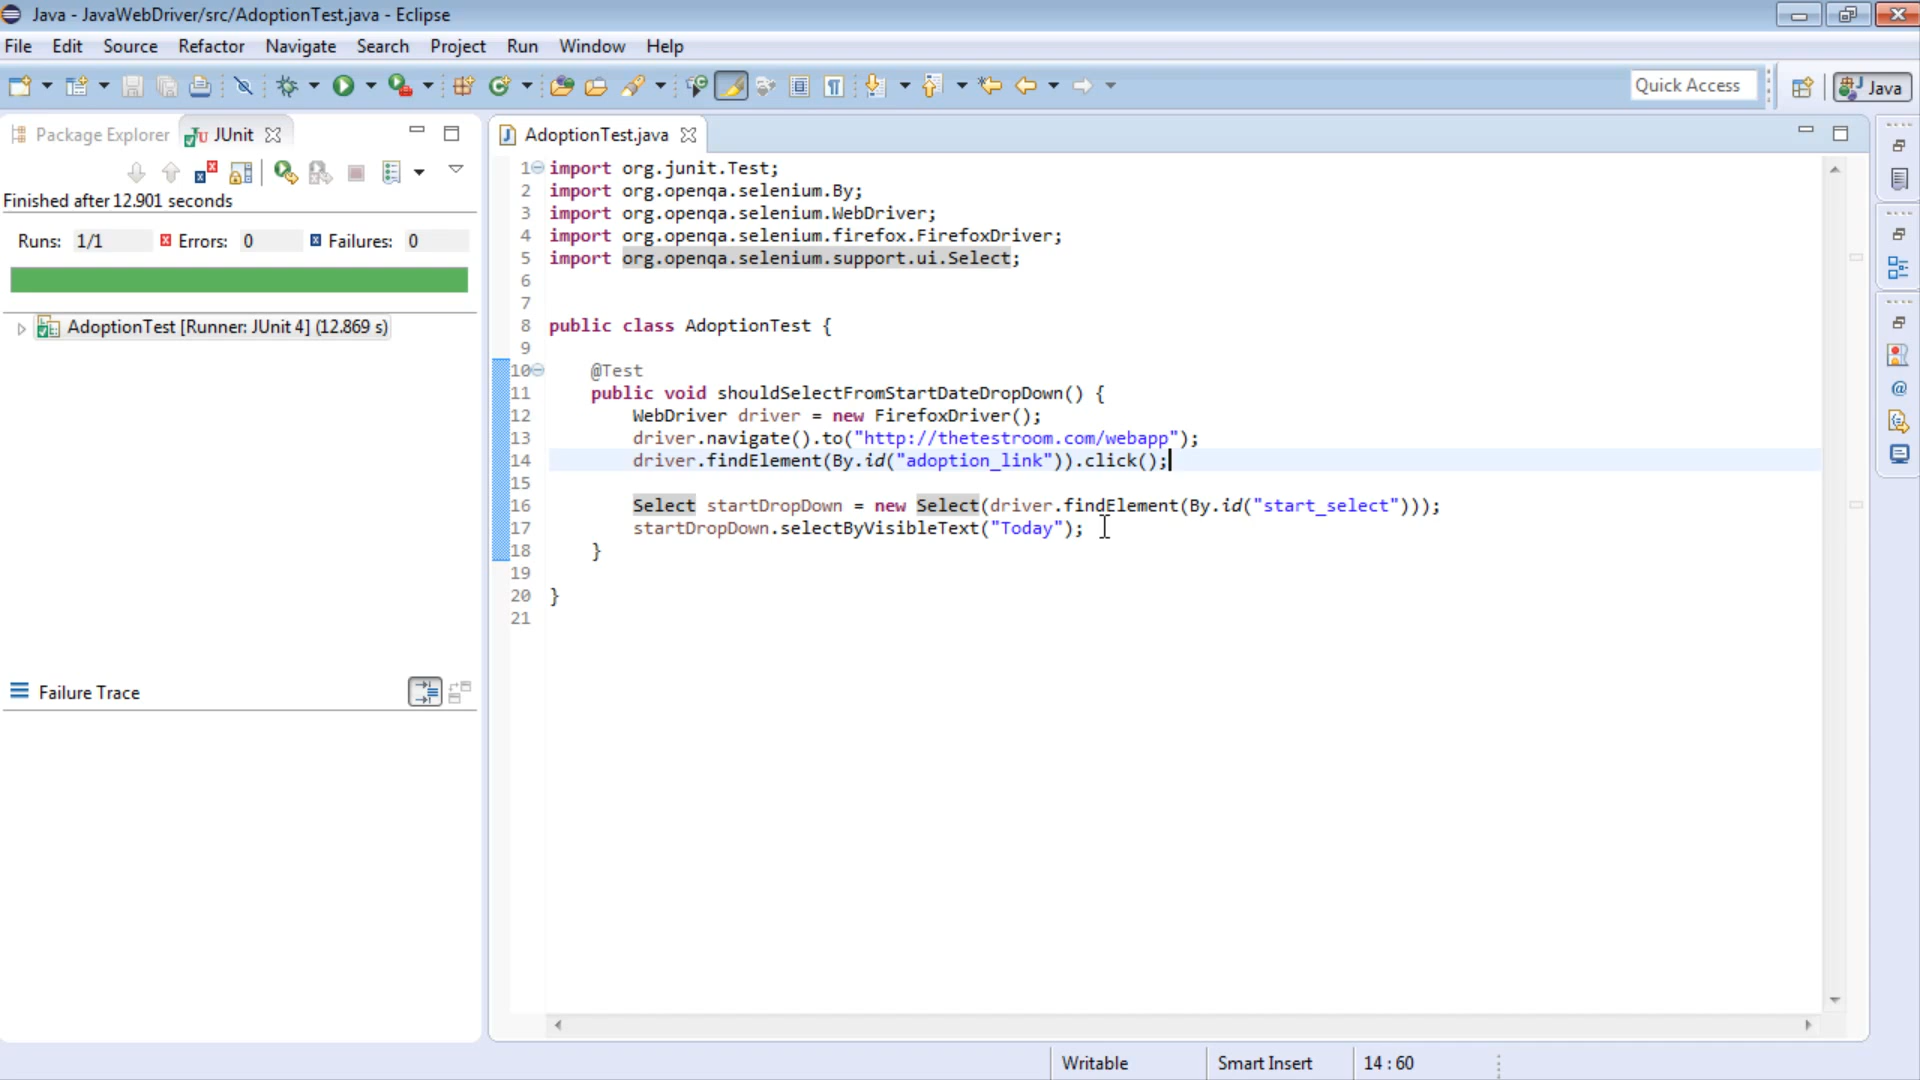 Java - JavaWebDriver/src/AdoptionTest.java - Eclipse
File Edit Source Refactor Navigate Search Project Run Window Help
Quick Access
Java
Package Explorer
JUnit
AdoptionTest.java
Finished after 12.901 seconds
Runs: 1/1 Errors: 0 Failures: 0
AdoptionTest [Runner: JUnit 4] (12.869 s)
Failure Trace
1 import org.junit.Test;
2 import org.openqa.selenium.By;
3 import org.openqa.selenium.WebDriver;
4 import org.openqa.selenium.firefox.FirefoxDriver;
5 import org.openqa.selenium.support.ui.Select;
6
7
8 public class AdoptionTest {
9
10 @Test
11 public void shouldSelectFromStartDateDropDown() {
12 WebDriver driver = new FirefoxDriver();
13 driver.navigate().to("http://thetestroom.com/webapp");
14 driver.findElement(By.id("adoption_link")).click();
15
16 Select startDropDown = new Select(driver.findElement(By.id("start_select")));
17 startDropDown.selectByVisibleText("Today");
18 }
19
20 }
21
Writable Smart Insert 14 : 60